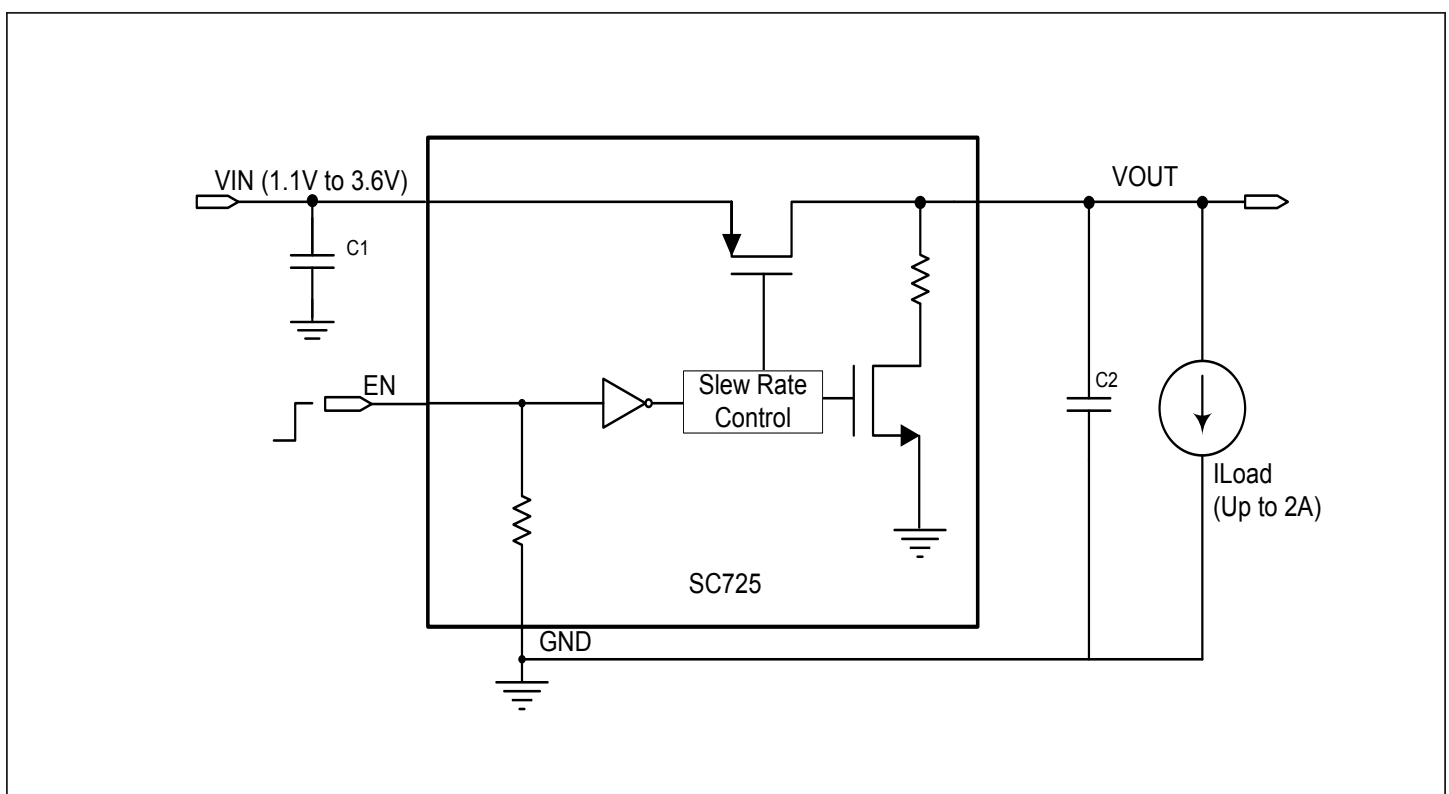 VIN (1.1V to 3.6V)
VOUT
C1
EN
Slew Rate
Control
C2
ILoad
(Up to 2A)
SC725
GND